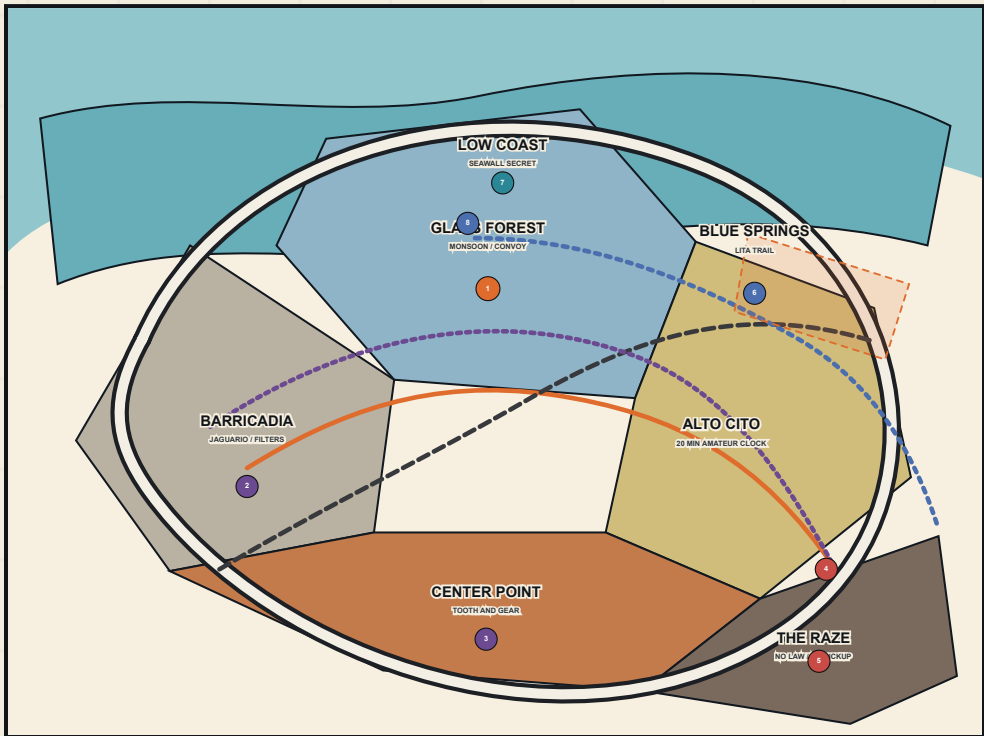 LOW COAST
SEAWALL SECRET
7
8
GLASS FOREST
MONSOON / CONVOY
1
BLUE SPRINGS
LITA TRAIL
6
BARRICADIA
JAGUARIO / FILTERS
2
ALTO CITO
20 MIN AMATEUR CLOCK
4
CENTER POINT
TOOTH AND GEAR
3
THE RAZE
NO LAW
5